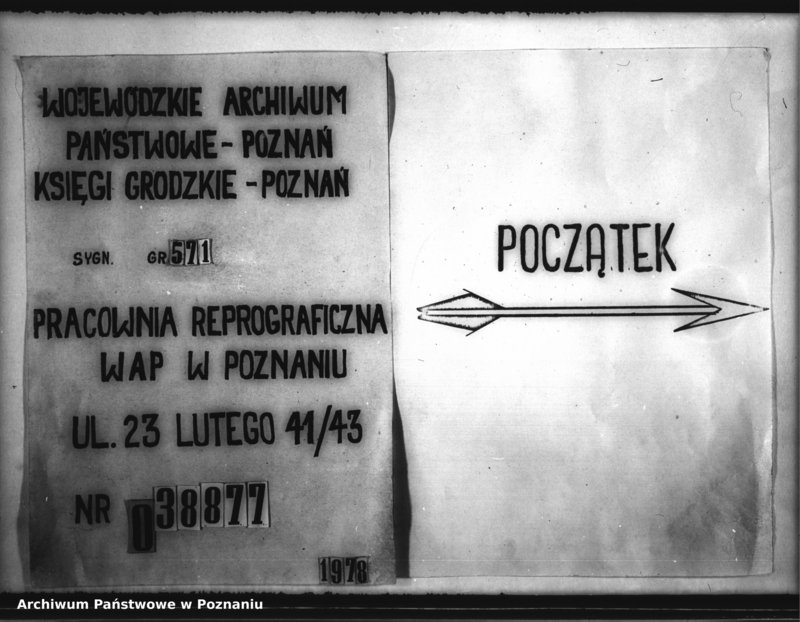 WOJEWÓDZKIE ARCHIWUM
PAŃSTWOWE - POZNAŃ
KSIĘGI GRODZKIE - POZNAŃ
SYGN. GR 571
PRACOWNIA REPROGRAFICZNA
WAP W POZNANIU
UL. 23 LUTEGO 41/43
NR 038877
1978
POCZĄTEK
Archiwum Państwowe w Poznaniu